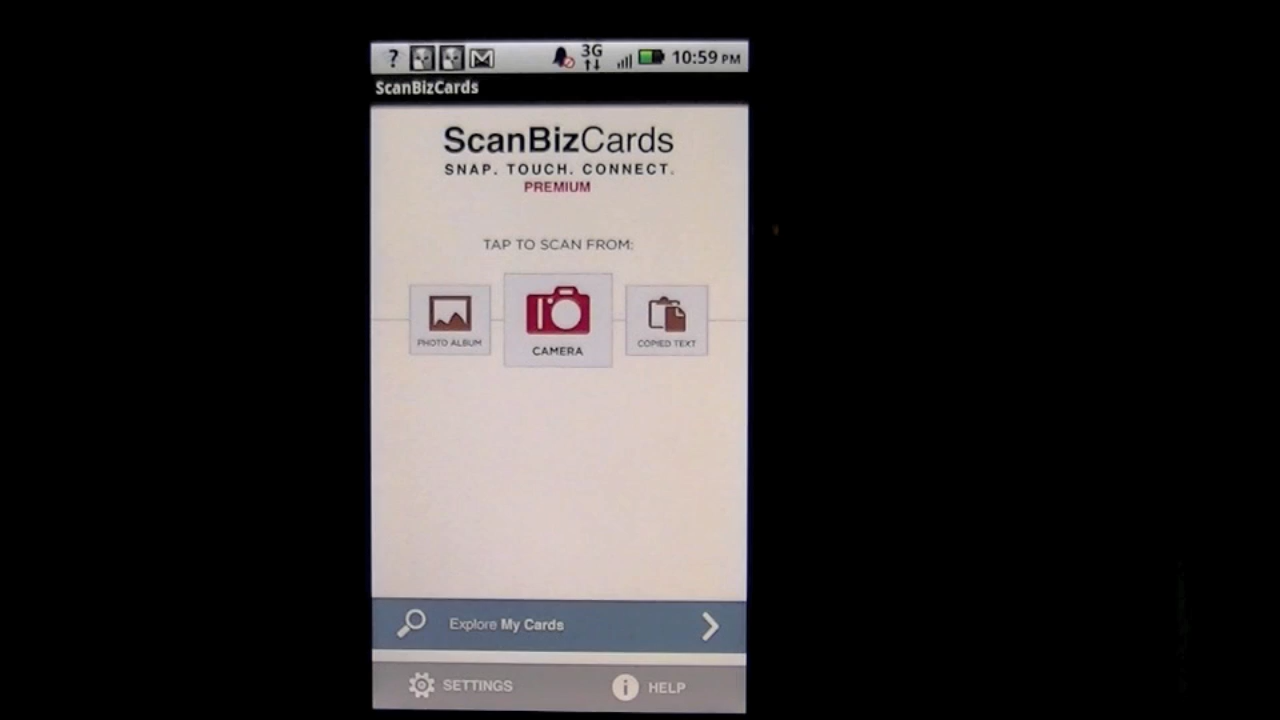 ? 3G 10:59 PM
ScanBizCards
ScanBizCards
SNAP. TOUCH. CONNECT.
PREMIUM
TAP TO SCAN FROM:
PHOTO ALBUM CAMERA COPIED TEXT
Explore My Cards
SETTINGS HELP